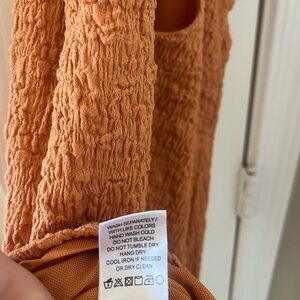 WASH SEPARATELY/
WITH LIKE COLORS
HAND WASH COLD
DO NOT BLEACH
DO NOT TUMBLE DRY
HANG DRY
COOL IRON IF NEEDED
OR DRY CLEAN